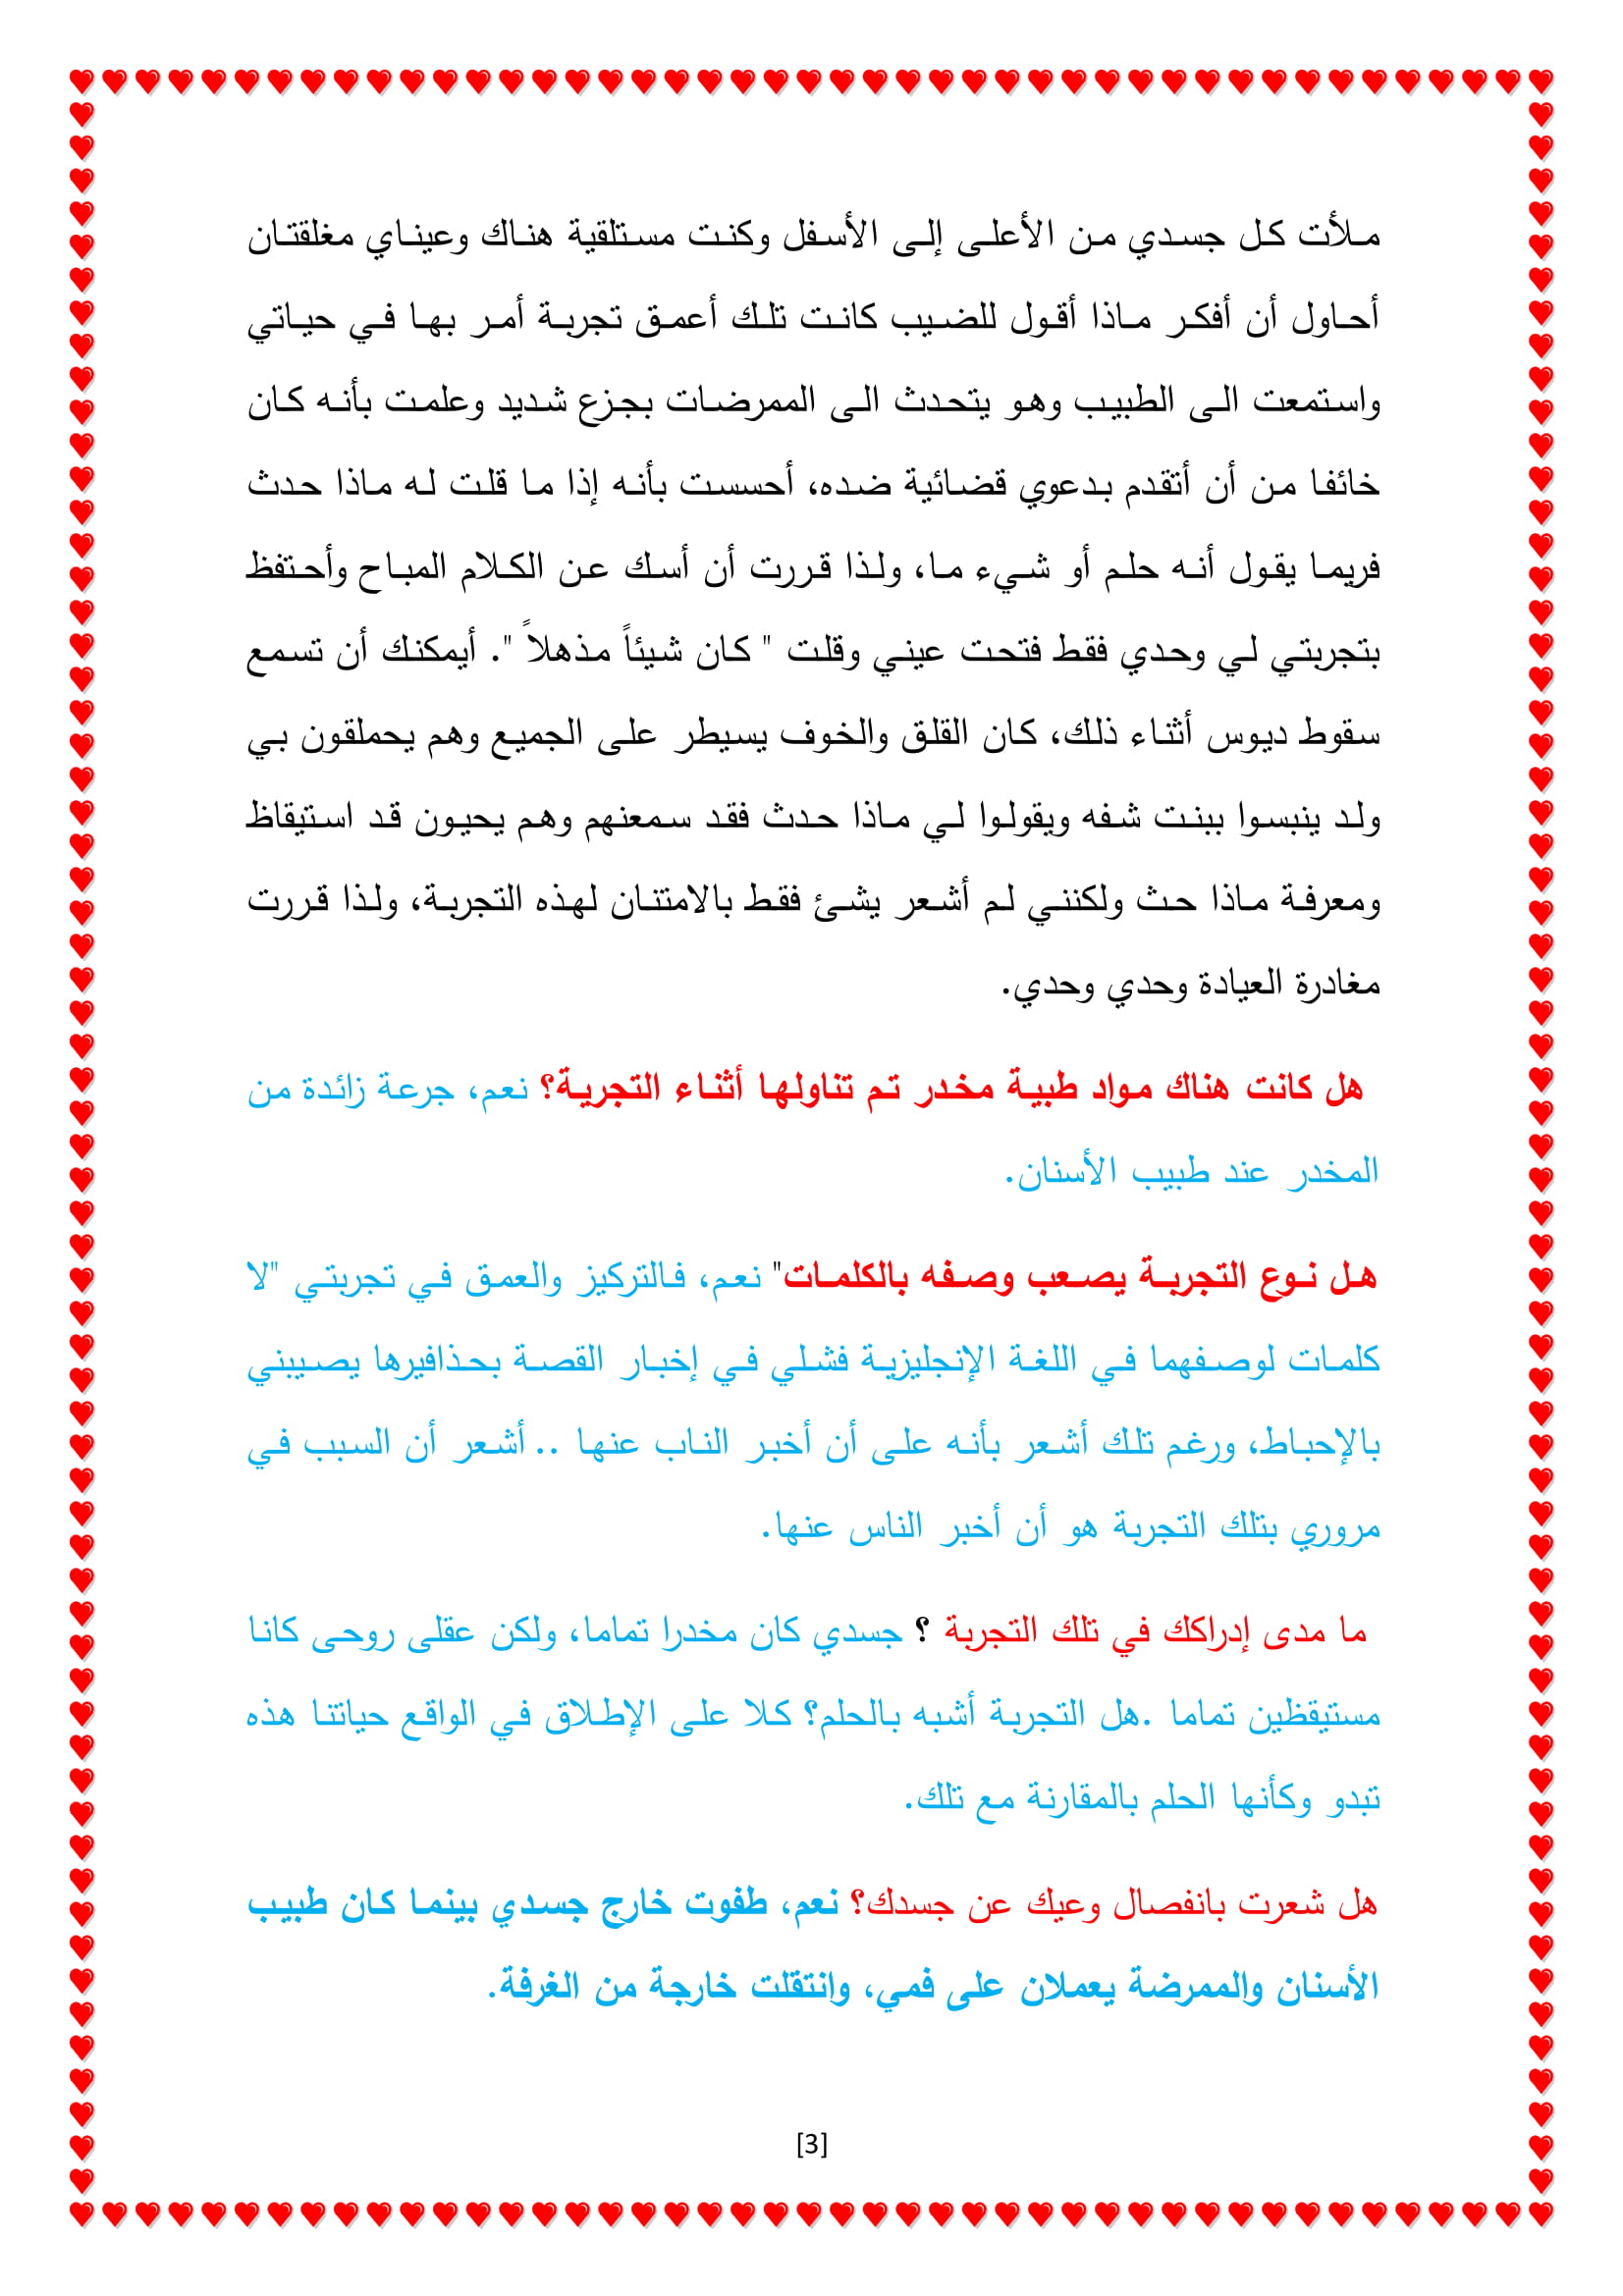 ملأت كل جسدي من الأعلى إلى الأسفل وكنت مستلقية هناك وعيناي مغلقتان
أحاول أن أفكر ماذا أقول للضيب كانت تلك أعمق تجربة أمر بها في حياتي
واستمعت الى الطبيب وهو يتحدث الى الممرضات بجزع شديد وعلمت بأنه كان
خائفا من أن أتقدم بدعوي قضائية ضده، أحسست بأنه إذا ما قلت له ماذا حدث
فريما يقول أنه حلم أو شيء ما، ولذا قررت أن أسك عن الكلام المباح وأحتفظ
بتجربتي لي وحدي فقط فتحت عيني وقلت " كان شيئاً مذهلاً ". أيمكنك أن تسمع
سقوط ديوس أثناء ذلك، كان القلق والخوف يسيطر على الجميع وهم يحملقون بي
ولد ينبسوا ببنت شفه ويقولوا لي ماذا حدث فقد سمعنهم وهم يحيون قد استيقاظ
ومعرفة ماذا حث ولكنني لم أشعر يشئ فقط بالامتنان لهذه التجربة، ولذا قررت
مغادرة العيادة وحدي وحدي.
هل كانت هناك مواد طبية مخدر تم تناولها أثناء التجرية؟ نعم، جرعة زائدة من
المخدر عند طبيب الأسنان.
هل نوع التجربة يصعب وصفه بالكلمات" نعم، فالتركيز والعمق في تجربتي "لا
كلمات لوصفهما في اللغة الإنجليزية فشلي في إخبار القصة بحذافيرها يصيبني
بالإحباط، ورغم تلك أشعر بأنه على أن أخبر الناب عنها .. أشعر أن السبب في
مروري بتلك التجربة هو أن أخبر الناس عنها.
ما مدى إدراكك في تلك التجربة ؟ جسدي كان مخدرا تماما، ولكن عقلى روحى كانا
مستيقظين تماما .هل التجربة أشبه بالحلم؟ كلا على الإطلاق في الواقع حياتنا هذه
تبدو وكأنها الحلم بالمقارنة مع تلك.
هل شعرت بانفصال وعيك عن جسدك؟ نعم، طفوت خارج جسدي بينما كان طبيب
الأسنان والممرضة يعملان على فمي، وانتقلت خارجة من الغرفة.
[3]